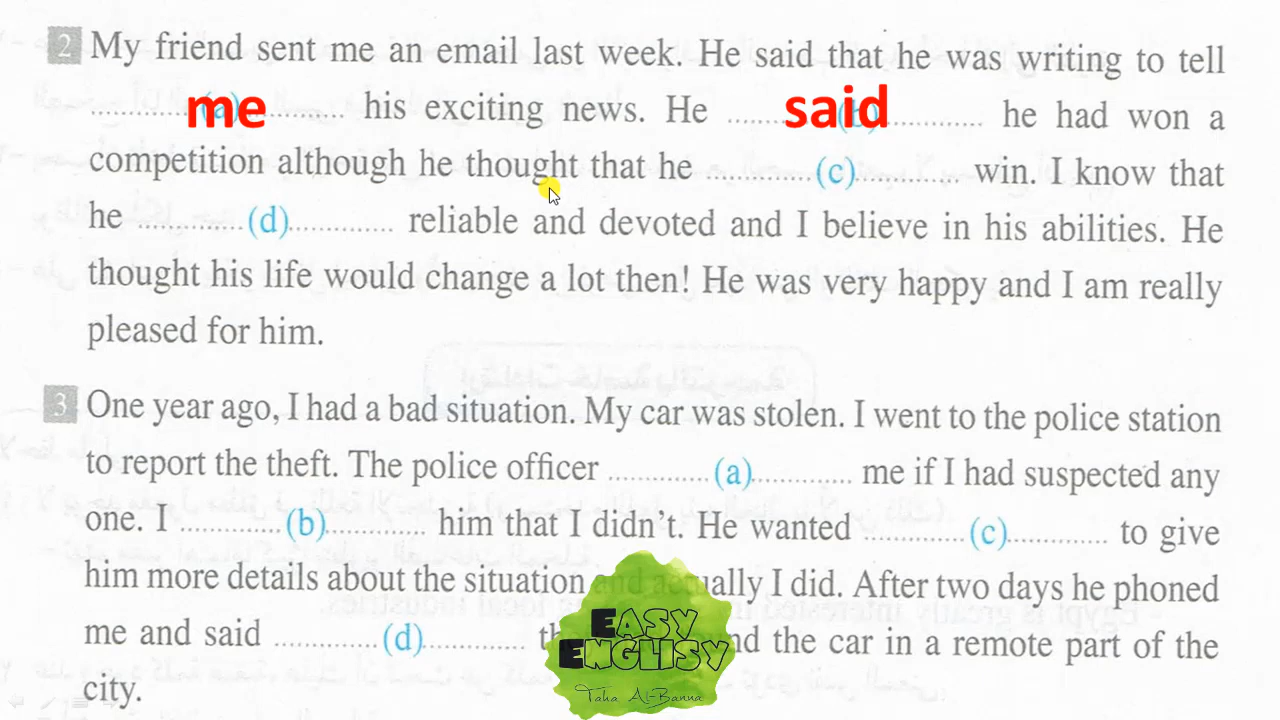 2 My friend sent me an email last week. He said that he was writing to tell
me (a) his exciting news. He said (b) he had won a
competition although he thought that he (c) win. I know that
he (d) reliable and devoted and I believe in his abilities. He
thought his life would change a lot then! He was very happy and I am really
pleased for him.
3 One year ago, I had a bad situation. My car was stolen. I went to the police station
to report the theft. The police officer (a) me if I had suspected any
one. I (b) him that I didn't. He wanted (c) to give
him more details about the situation and actually I did. After two days he phoned
me and said (d) the car in a remote part of the
city.
EASY
ENGLISY
Taha Al-Banna